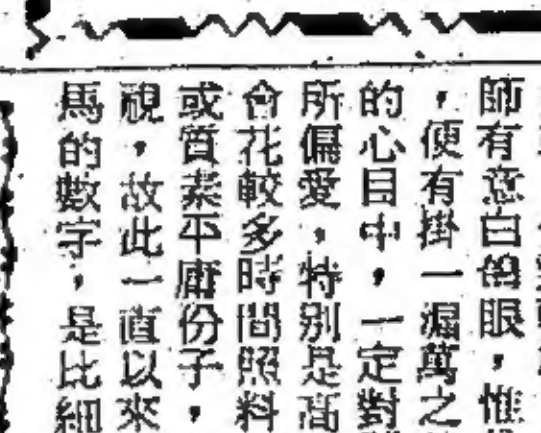 師有意白鴿眼，惟
，便有掛一漏萬之
的心目中，一定對
所偏愛，特别是高
會花較多時間照料
或質素平庸份子，
視，故此一直以來
馬的數字，是比細